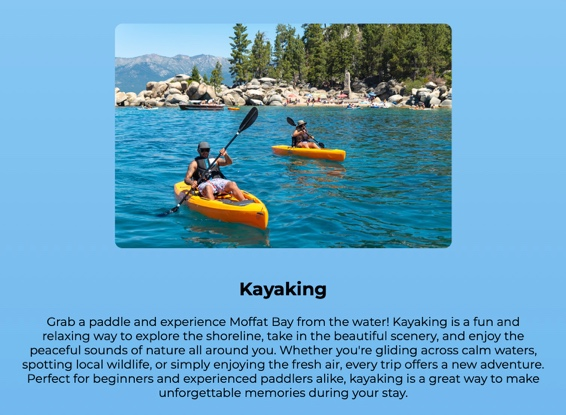 Kayaking
Grab a paddle and experience Moffat Bay from the water! Kayaking is a fun and
relaxing way to explore the shoreline, take in the beautiful scenery, and enjoy the
peaceful sounds of nature all around you. Whether you're gliding across calm waters,
spotting local wildlife, or simply enjoying the fresh air, every trip offers a new adventure.
Perfect for beginners and experienced paddlers alike, kayaking is a great way to make
unforgettable memories during your stay.